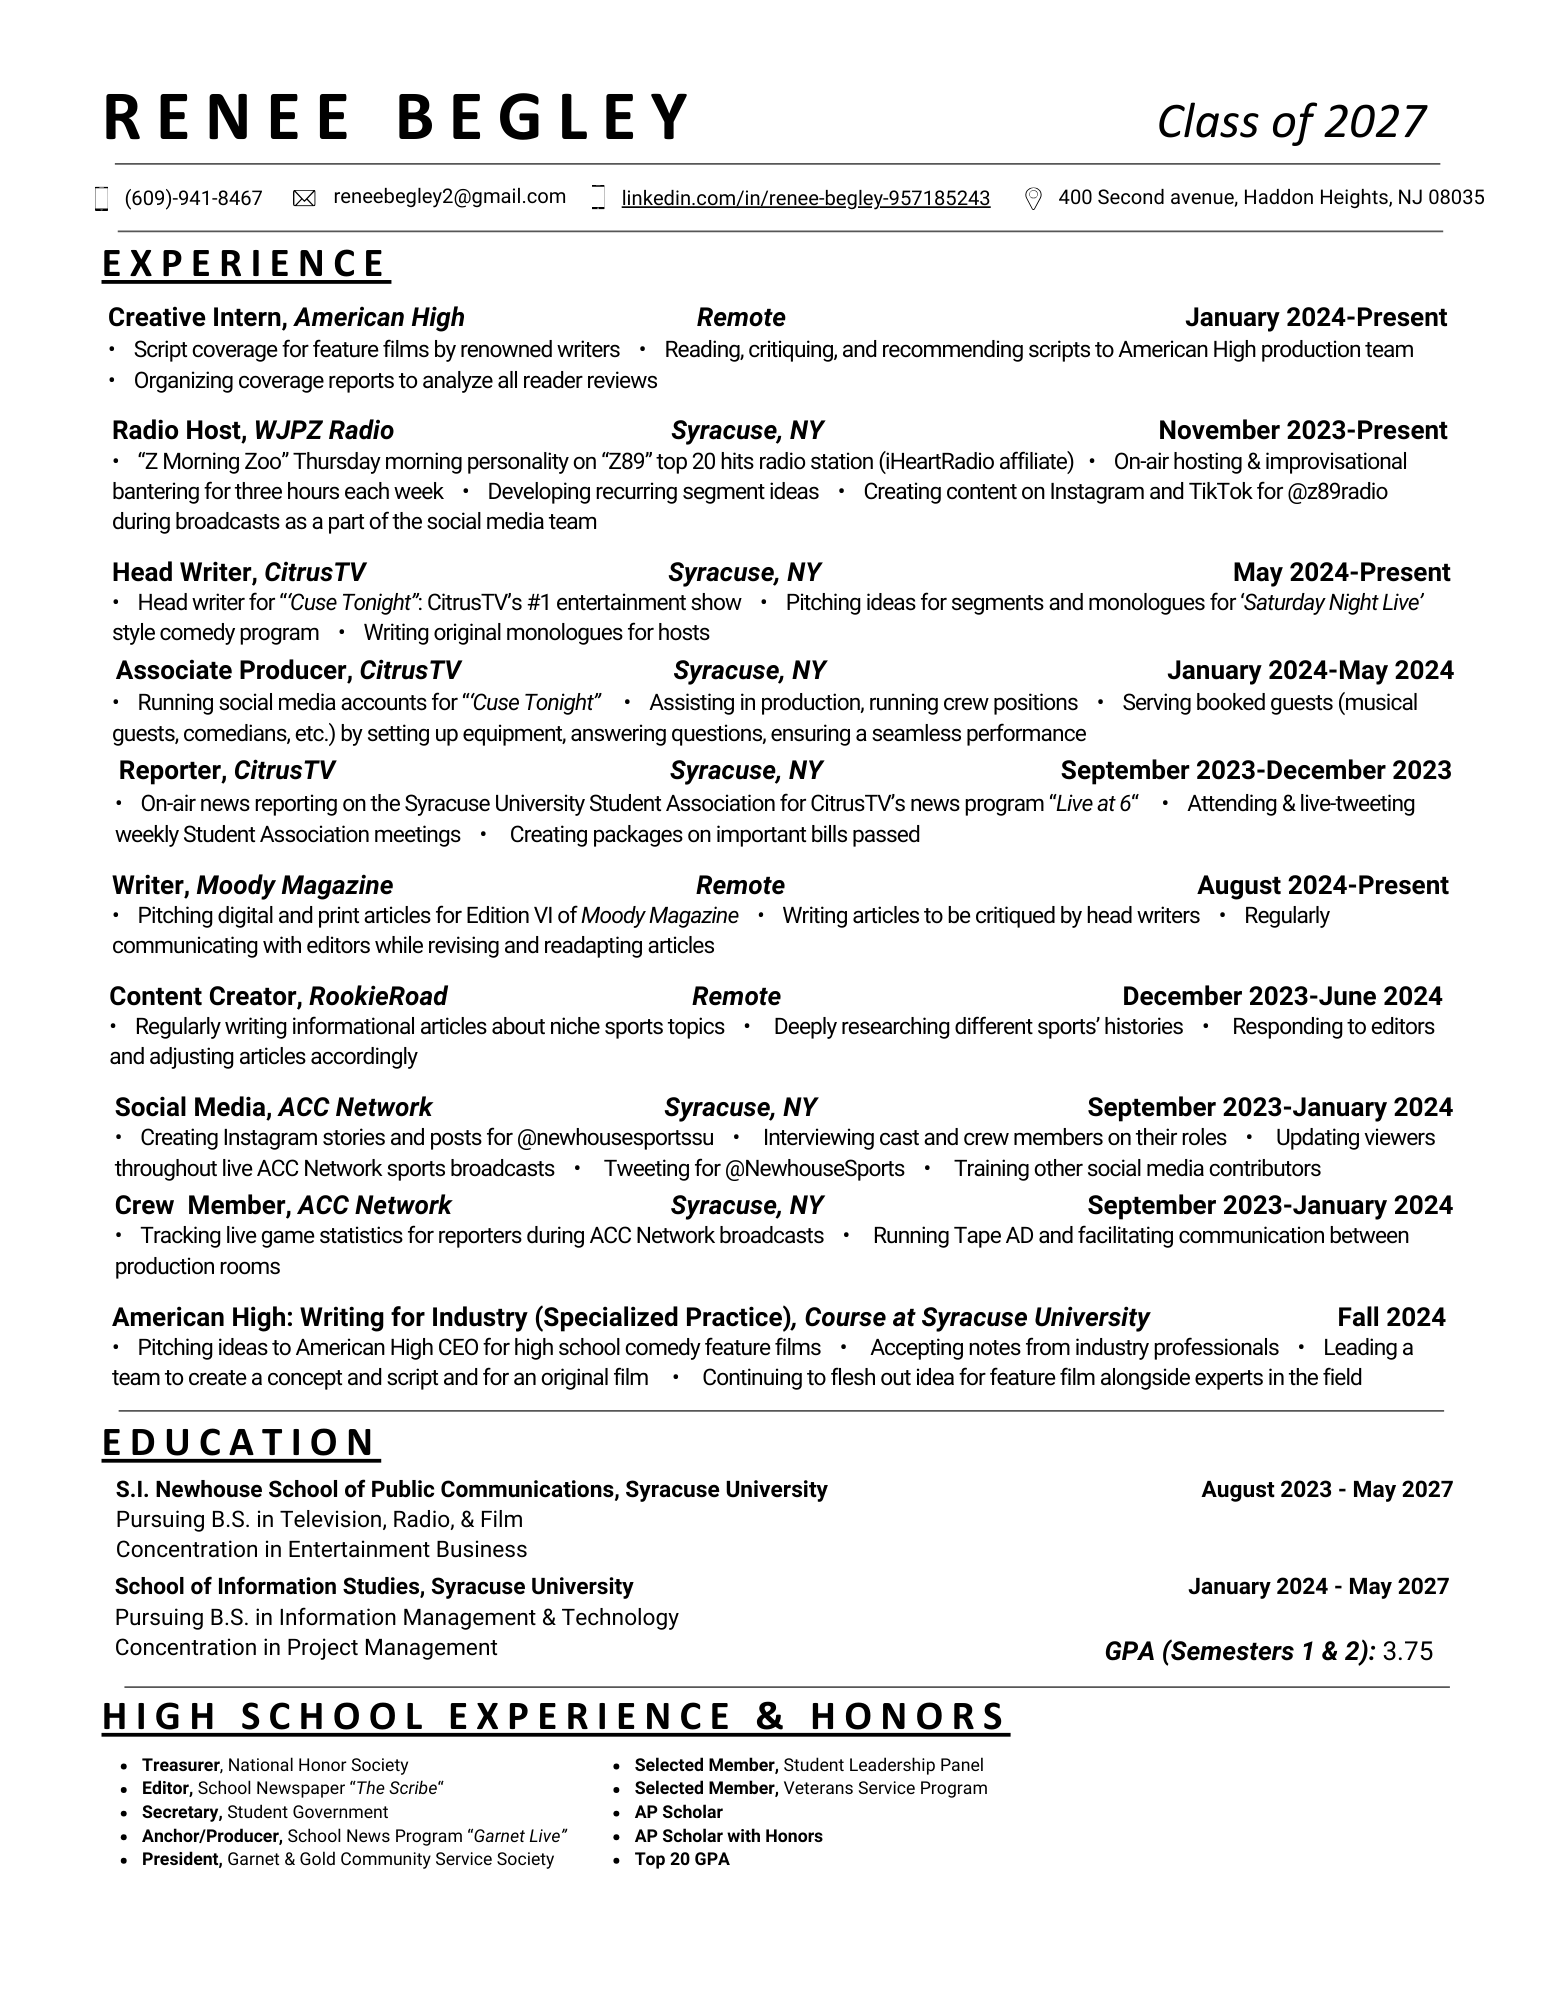 RENEE BEGLEY Class of 2027
(609)-941-8467 reneebegley2@gmail.com linkedin.com/in/renee-begley-957185243 400 Second avenue, Haddon Heights, NJ 08035
EXPERIENCE
Creative Intern, American High Remote January 2024-Present
• Script coverage for feature films by renowned writers • Reading, critiquing, and recommending scripts to American High production team
• Organizing coverage reports to analyze all reader reviews
Radio Host, WJPZ Radio Syracuse, NY November 2023-Present
• “Z Morning Zoo” Thursday morning personality on “Z89” top 20 hits radio station (iHeartRadio affiliate) • On-air hosting & improvisational
bantering for three hours each week • Developing recurring segment ideas • Creating content on Instagram and TikTok for @z89radio
during broadcasts as a part of the social media team
Head Writer, CitrusTV Syracuse, NY May 2024-Present
• Head writer for “‘Cuse Tonight”: CitrusTV’s #1 entertainment show • Pitching ideas for segments and monologues for ‘Saturday Night Live’
style comedy program • Writing original monologues for hosts
Associate Producer, CitrusTV Syracuse, NY January 2024-May 2024
• Running social media accounts for “‘Cuse Tonight” • Assisting in production, running crew positions • Serving booked guests (musical
guests, comedians, etc.) by setting up equipment, answering questions, ensuring a seamless performance
Reporter, CitrusTV Syracuse, NY September 2023-December 2023
• On-air news reporting on the Syracuse University Student Association for CitrusTV’s news program “Live at 6“ • Attending & live-tweeting
weekly Student Association meetings • Creating packages on important bills passed
Writer, Moody Magazine Remote August 2024-Present
• Pitching digital and print articles for Edition VI of Moody Magazine • Writing articles to be critiqued by head writers • Regularly
communicating with editors while revising and readapting articles
Content Creator, RookieRoad Remote December 2023-June 2024
• Regularly writing informational articles about niche sports topics • Deeply researching different sports’ histories • Responding to editors
and adjusting articles accordingly
Social Media, ACC Network Syracuse, NY September 2023-January 2024
• Creating Instagram stories and posts for @newhousesportssu • Interviewing cast and crew members on their roles • Updating viewers
throughout live ACC Network sports broadcasts • Tweeting for @NewhouseSports • Training other social media contributors
Crew Member, ACC Network Syracuse, NY September 2023-January 2024
• Tracking live game statistics for reporters during ACC Network broadcasts • Running Tape AD and facilitating communication between
production rooms
American High: Writing for Industry (Specialized Practice), Course at Syracuse University Fall 2024
• Pitching ideas to American High CEO for high school comedy feature films • Accepting notes from industry professionals • Leading a
team to create a concept and script and for an original film • Continuing to flesh out idea for feature film alongside experts in the field
EDUCATION
S.I. Newhouse School of Public Communications, Syracuse University August 2023 - May 2027
Pursuing B.S. in Television, Radio, & Film
Concentration in Entertainment Business
School of Information Studies, Syracuse University January 2024 - May 2027
Pursuing B.S. in Information Management & Technology
Concentration in Project Management GPA (Semesters 1 & 2): 3.75
HIGH SCHOOL EXPERIENCE & HONORS
• Treasurer, National Honor Society
• Editor, School Newspaper “The Scribe“
• Secretary, Student Government
• Anchor/Producer, School News Program “Garnet Live”
• President, Garnet & Gold Community Service Society
• Selected Member, Student Leadership Panel
• Selected Member, Veterans Service Program
• AP Scholar
• AP Scholar with Honors
• Top 20 GPA